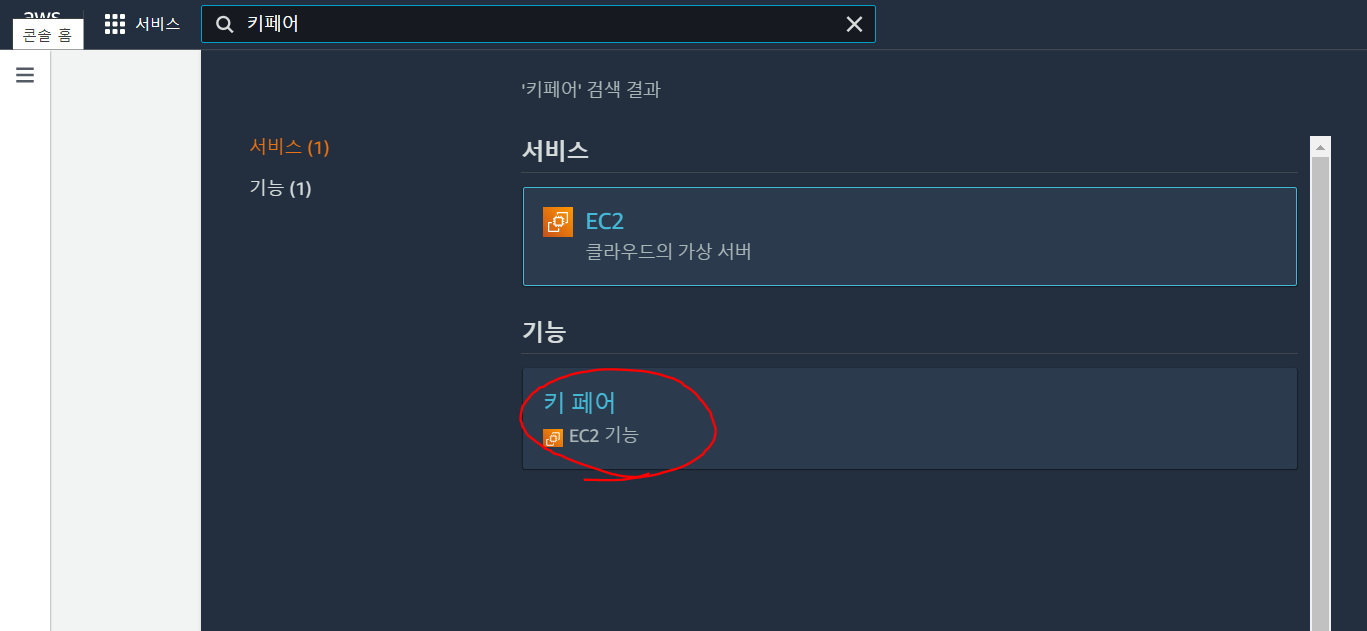 aws
콘솔 홈
서비스
키페어
'키페어' 검색 결과
서비스 (1)
기능 (1)
서비스
EC2
클라우드의 가상 서버
기능
키 페어
EC2 기능